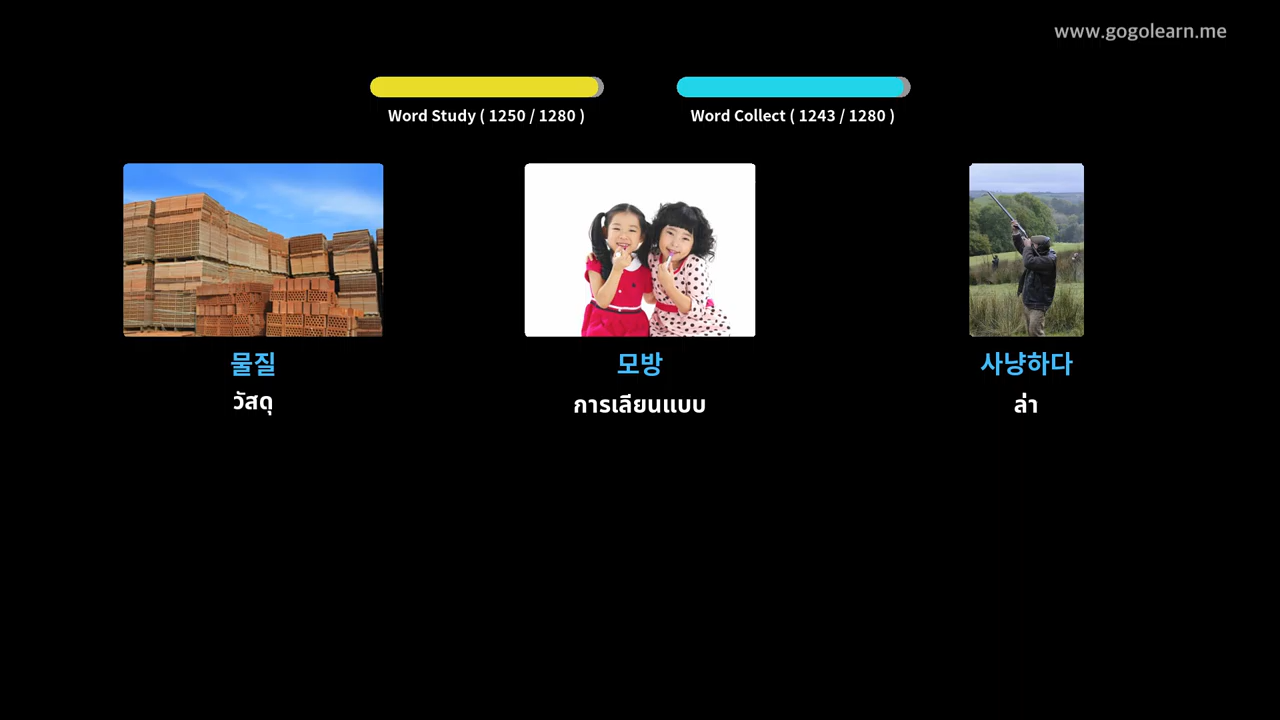 www.gogolearn.me
Word Study ( 1250 / 1280 )
Word Collect ( 1243 / 1280 )
물질
모방
사냥하다
วัสดุ
การเลียนแบบ
ล่า